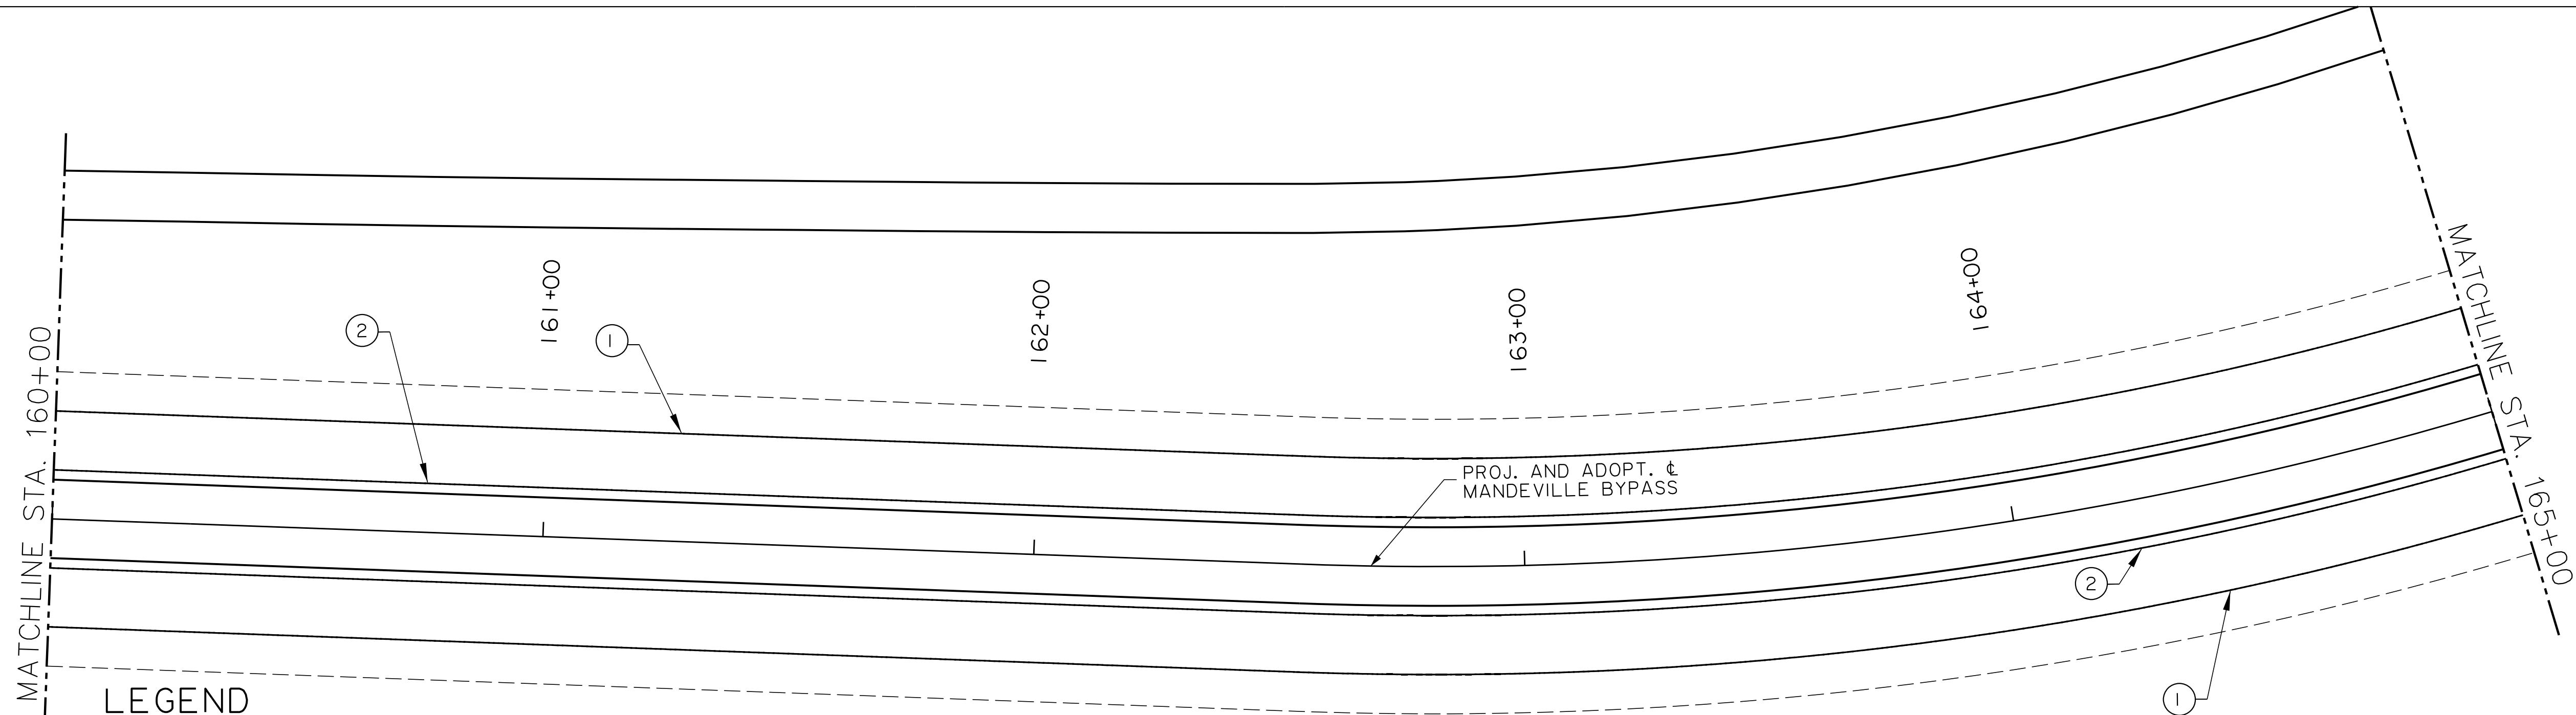 MATCHLINE STA. 160+00
2
161+00
1
162+00
163+00
164+00
MATCHLINE STA. 165+00
PROJ. AND ADOPT. ℄
MANDEVILLE BYPASS
2
1
LEGEND